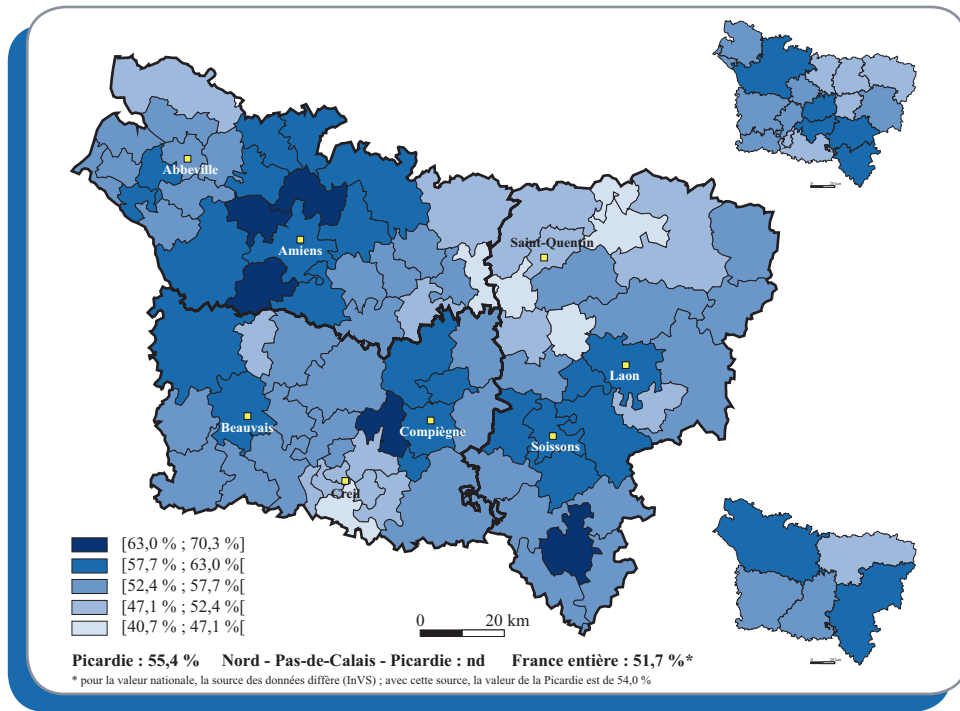 Abbeville
Amiens
Saint-Quentin
Laon
Beauvais
Compiègne
Soissons
Creil
[63,0 % ; 70,3 %]
[57,7 % ; 63,0 %[
[52,4 % ; 57,7 %[
[47,1 % ; 52,4 %[
[40,7 % ; 47,1 %[
0 20 km
Picardie : 55,4 % Nord - Pas-de-Calais - Picardie : nd France entière : 51,7 %*
* pour la valeur nationale, la source des données diffère (InVS) ; avec cette source, la valeur de la Picardie est de 54,0 %